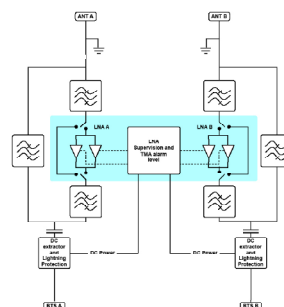 ANT A
ANT B
LNA A
LNA
Supervision and
TMA alarm
level
LNA B
DC
extractor
and
Lightning
Protection
DC Power
DC Power
DC
extractor
and
Lightning
Protection
BTS A
BTS B